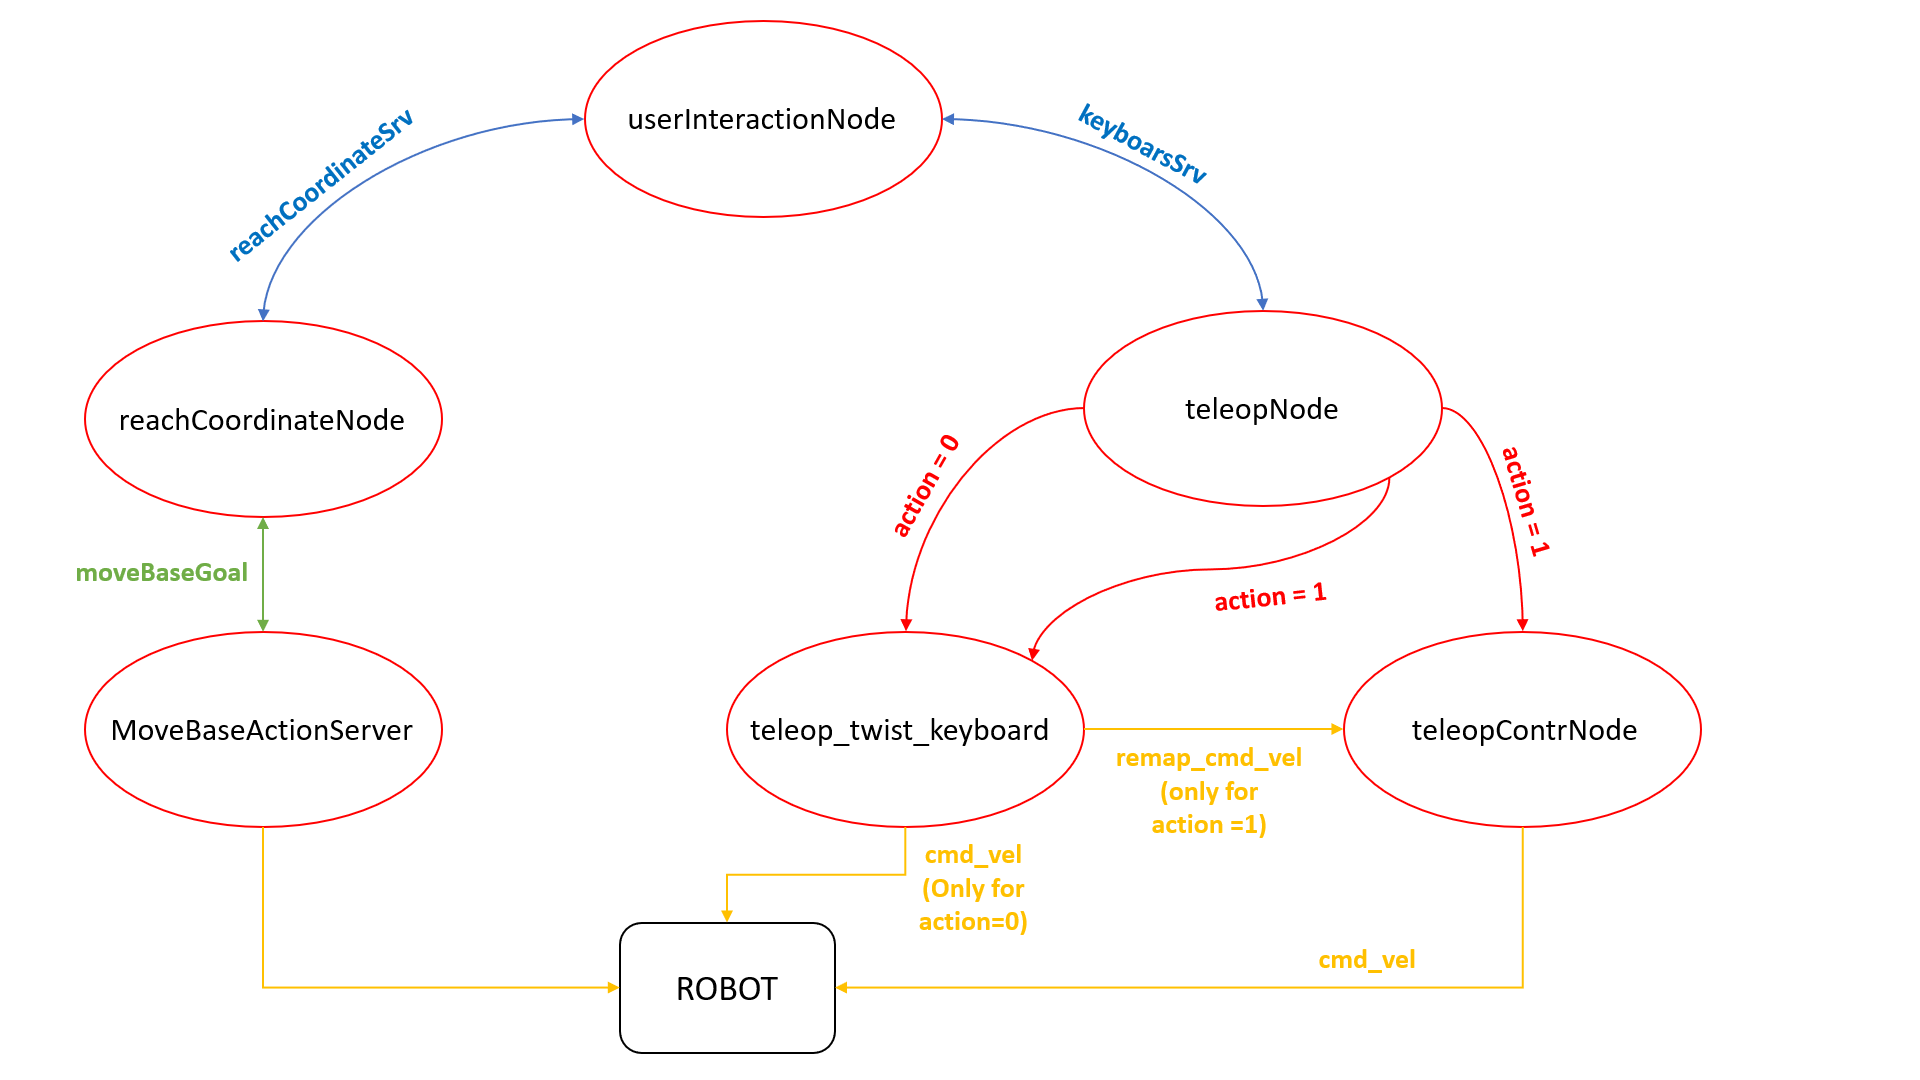 userInteractionNode
reachCoordinateSrv
keyboarsSrv
reachCoordinateNode
teleopNode
action = 0
action = 1
action = 1
moveBaseGoal
MoveBaseActionServer
teleop_twist_keyboard
teleopContrNode
remap_cmd_vel
(only for
action =1)
cmd_vel
(Only for
action=0)
cmd_vel
ROBOT